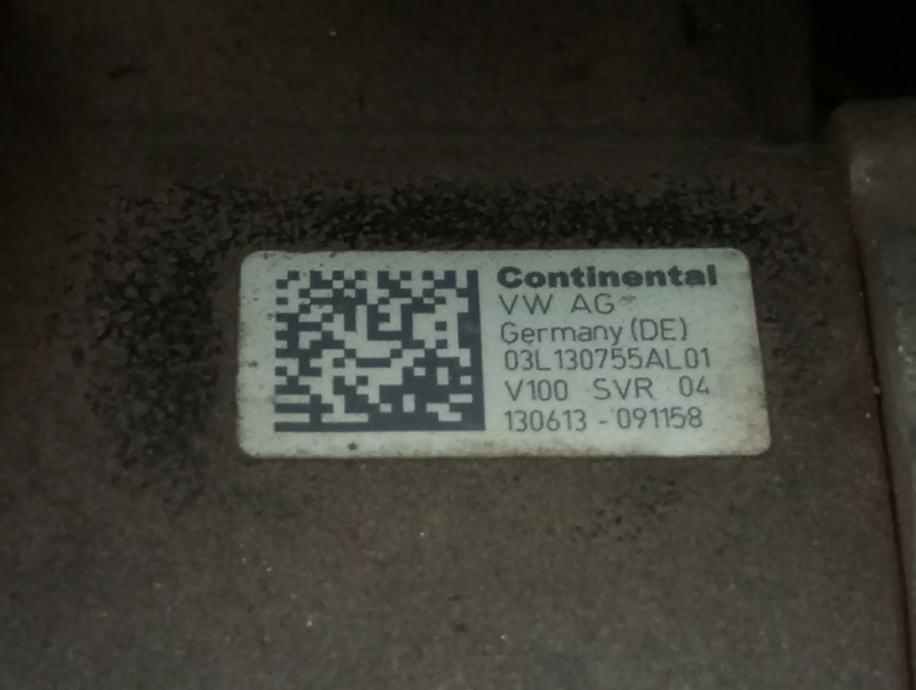 Continental
VW AG
Germany (DE)
03L130755AL01
V100 SVR 04
130613 - 091158